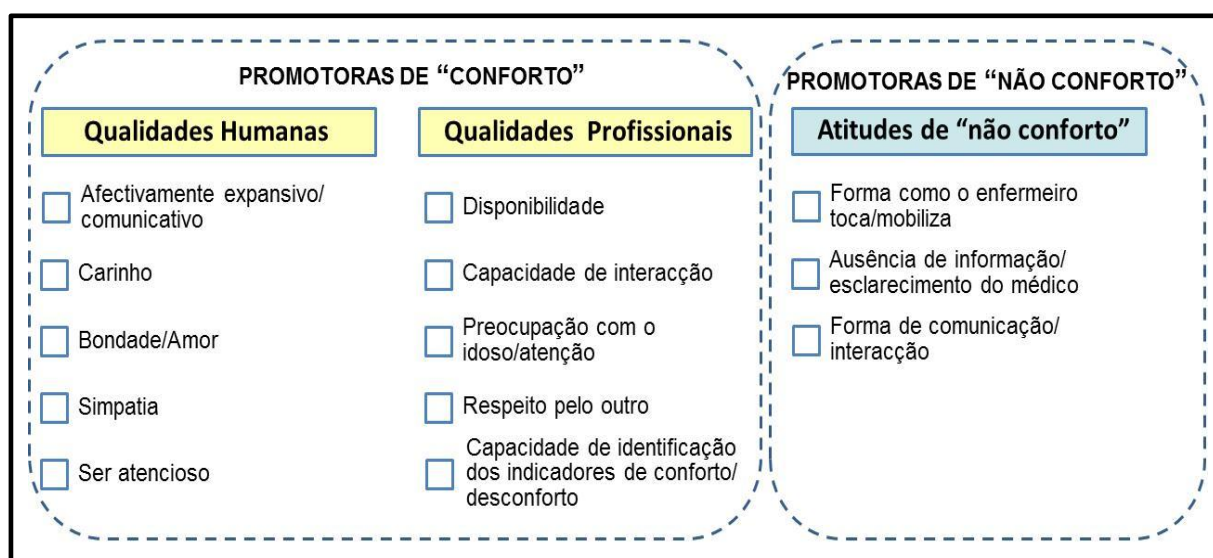 PROMOTORAS DE “CONFORTO”
Qualidades Humanas
Afectivamente expansivo/
comunicativo
Carinho
Bondade/Amor
Simpatia
Ser atencioso
Qualidades Profissionais
Disponibilidade
Capacidade de interacção
Preocupação com o
idoso/atenção
Respeito pelo outro
Capacidade de identificação
dos indicadores de conforto/
desconforto
PROMOTORAS DE “NÃO CONFORTO”
Atitudes de “não conforto”
Forma como o enfermeiro
toca/mobiliza
Ausência de informação/
esclarecimento do médico
Forma de comunicação/
interacção